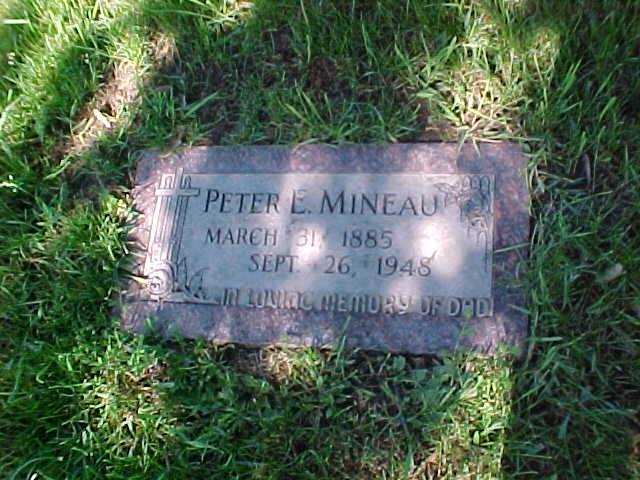 PETER E. MINEAU
MARCH 31, 1885
SEPT. 26, 1948
IN LOVING MEMORY OF DAD